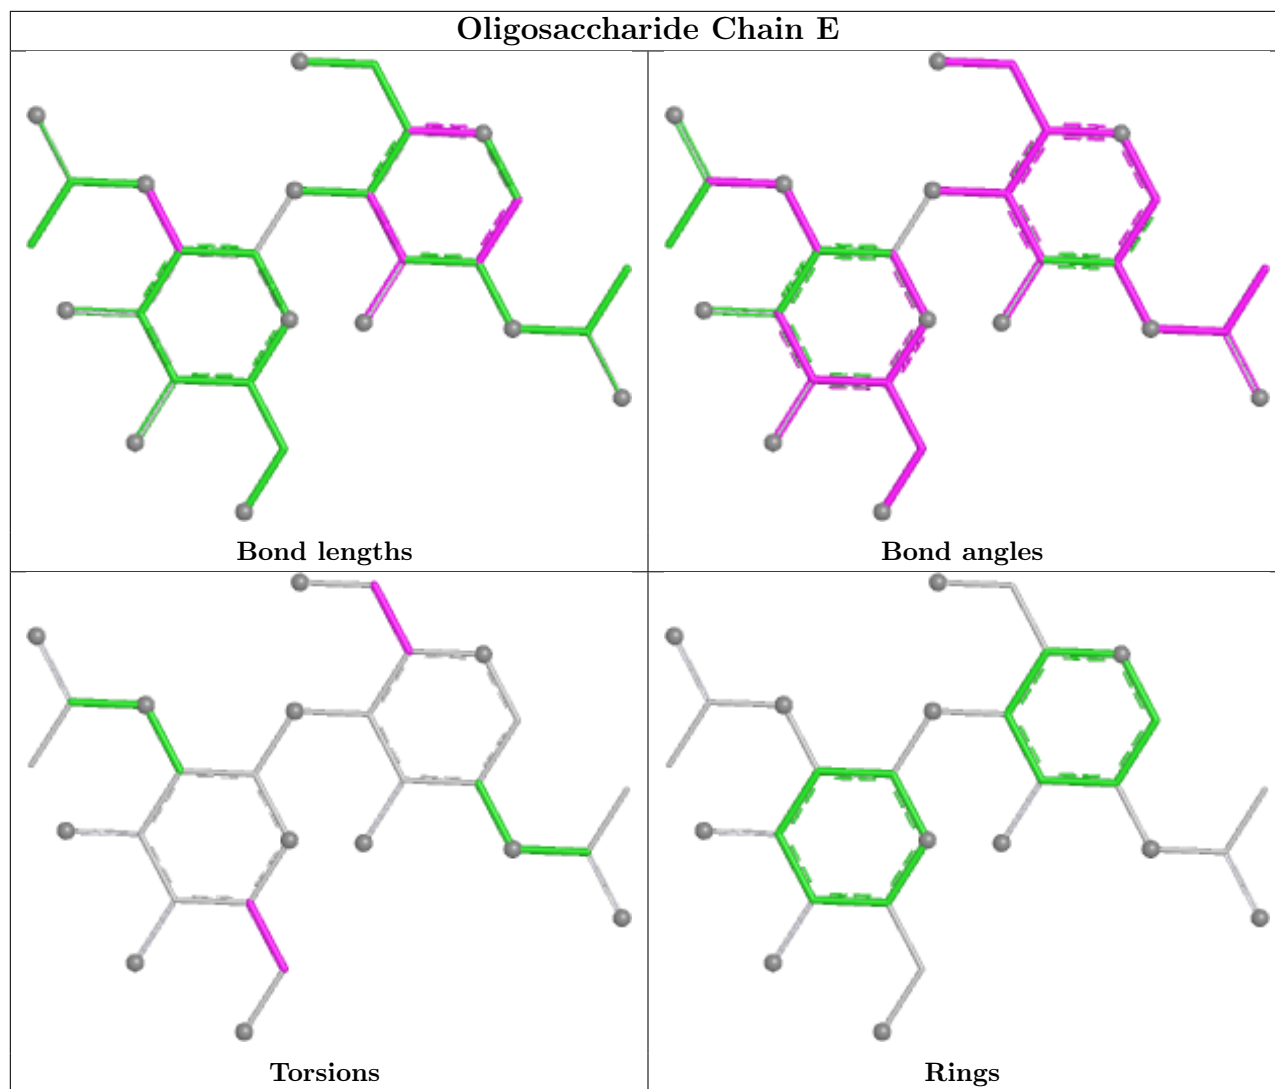 Oligosaccharide Chain E
Bond lengths
Bond angles
Torsions
Rings